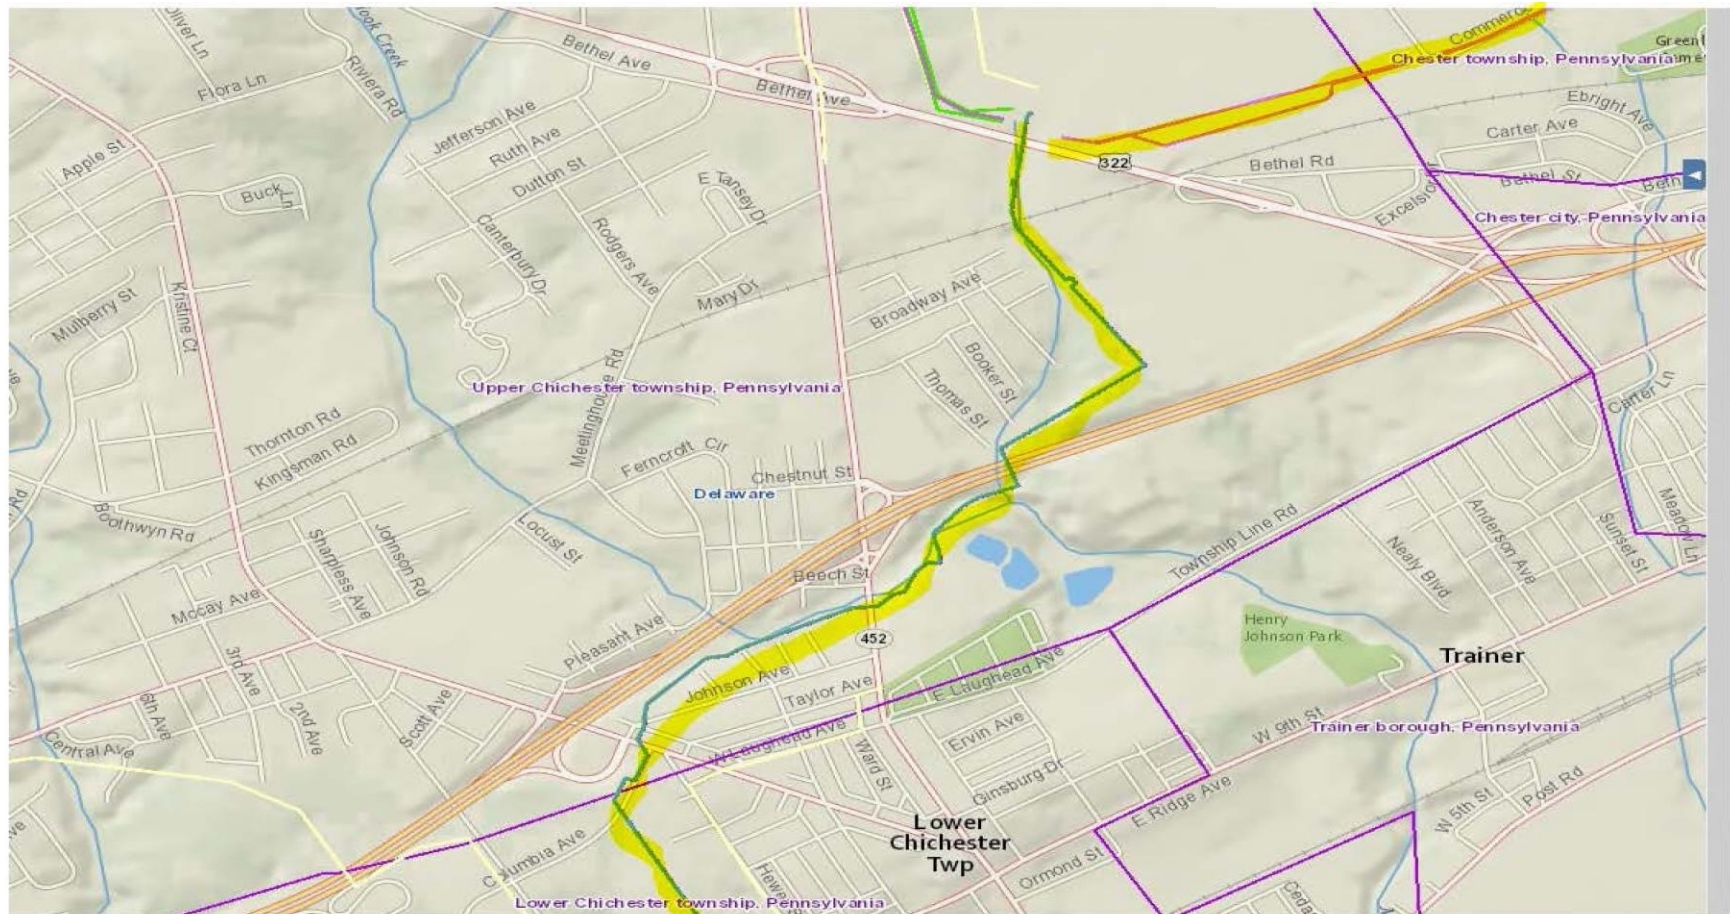 Oliver Ln
Flora Ln
Riviera Rd
Bethel Ave
Bethel Ave
Commerce
Green
Chester township, Pennsylvania
Ebright Ave
Carter Ave
Jefferson Ave
Ruth Ave
Dutton St
Apple St
Buck Ln
E Tansey Dr
322
Bethel Rd
Bethel St
Beth
Excelsior
Chester city, Pennsylvania
Canterbury Dr
Rodgers Ave
Mary Dr
Broadway Ave
Mulberry St
Kristine Ct
Booker St
Thomas St
Upper Chichester township, Pennsylvania
Meetinghouse Rd
Carter Ln
Thornton Rd
Kingsman Rd
Ferncroft Cir
Chestnut St
Delaware
Rd
Boothwyn Rd
Locust St
Sharpless Ave
Johnson Rd
Township Line Rd
Nealy Blvd
Anderson Ave
Sunset St
Meadow Ln
Beech St
Mccay Ave
Pleasant Ave
452
Henry
Johnson Park
Trainer
3rd Ave
6th Ave
2nd Ave
Scott Ave
Central Ave
Johnson Ave
Taylor Ave
E Laughead Ave
W Laughead Ave
Ervin Ave
Ward St
Ginsburg Dr
W 9th St
Trainer borough, Pennsylvania
E Ridge Ave
W 5th St
Post Rd
Lower
Chichester
Twp
Columbia Ave
Ormond St
Hewe
Ceda
Lower Chichester township, Pennsylvania